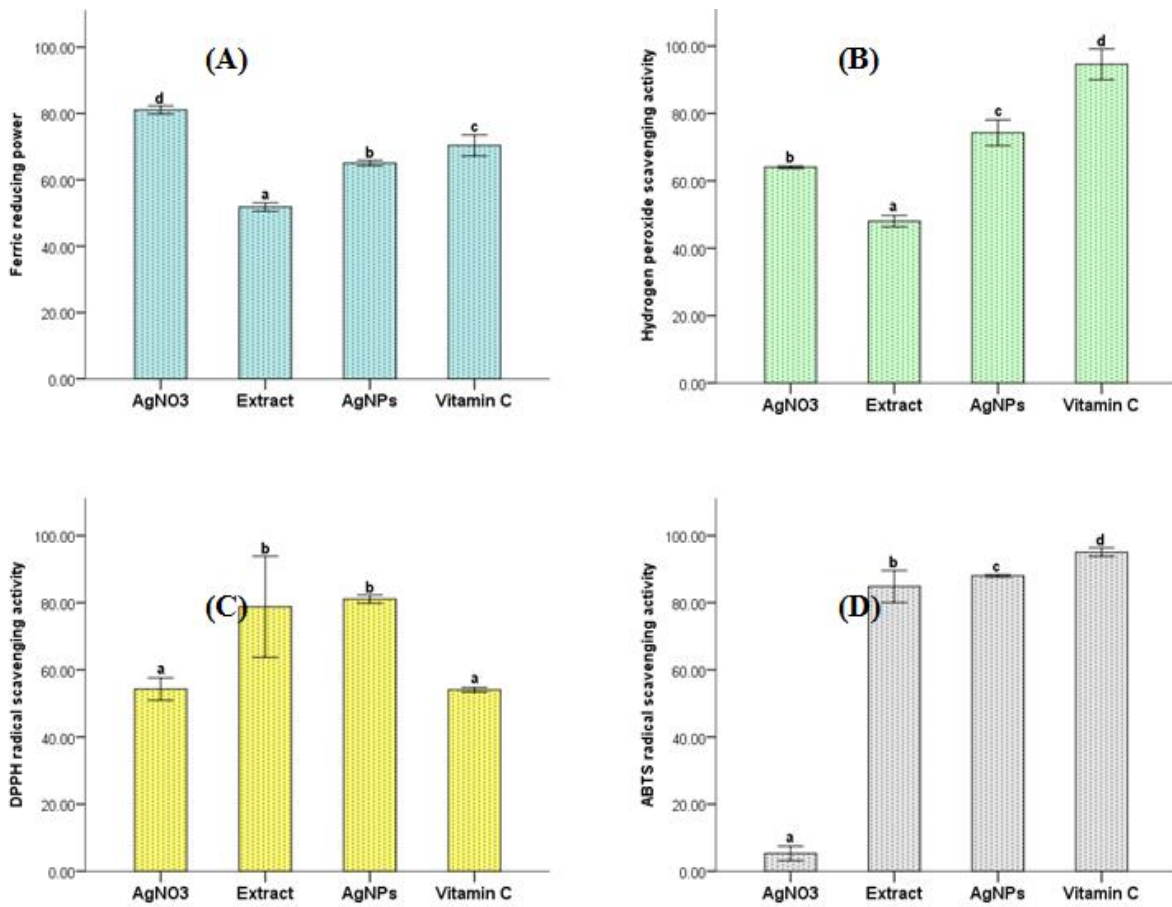 (A)
Ferric reducing power
100.00
80.00
60.00
40.00
20.00
0.00
d
a
b
c
AgNO3 Extract AgNPs Vitamin C
(B)
Hydrogen peroxide scavenging activity
100.00
80.00
60.00
40.00
20.00
0.00
b
a
c
d
AgNO3 Extract AgNPs Vitamin C
(C)
DPPH radical scavenging activity
100.00
80.00
60.00
40.00
20.00
0.00
a
b
b
a
AgNO3 Extract AgNPs Vitamin C
(D)
ABTS radical scavenging activity
100.00
80.00
60.00
40.00
20.00
0.00
a
b
c
d
AgNO3 Extract AgNPs Vitamin C